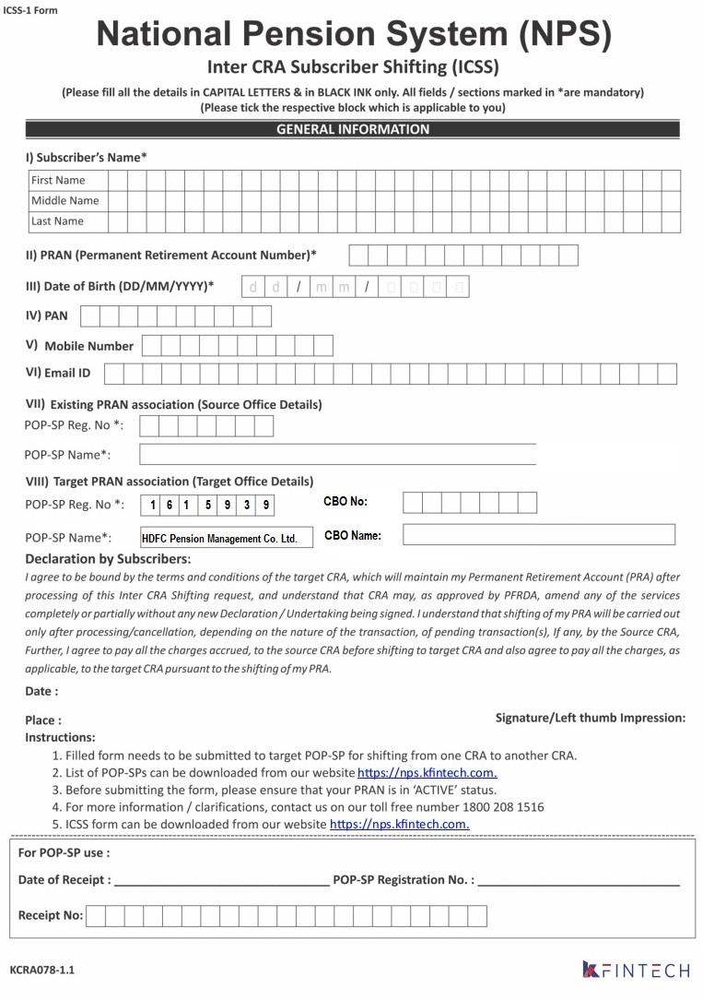 ICSS-1 Form
National Pension System (NPS)
Inter CRA Subscriber Shifting (ICSS)
(Please fill all the details in CAPITAL LETTERS & in BLACK INK only. All fields / sections marked in *are mandatory)
(Please tick the respective block which is applicable to you)
GENERAL INFORMATION
I) Subscriber's Name*
First Name
Middle Name
Last Name
II) PRAN (Permanent Retirement Account Number)*
III) Date of Birth (DD/MM/YYYY)* d d / m m /
IV) PAN
V) Mobile Number
VI) Email ID
VII) Existing PRAN association (Source Office Details)
POP-SP Reg. No *:
POP-SP Name*:
VIII) Target PRAN association (Target Office Details)
POP-SP Reg. No *: 1 6 1 5 9 3 9 CBO No:
POP-SP Name*: HDFC Pension Management Co. Ltd. CBO Name:
Declaration by Subscribers:
I agree to be bound by the terms and conditions of the target CRA, which will maintain my Permanent Retirement Account (PRA) after
processing of this Inter CRA Shifting request, and understand that CRA may, as approved by PFRDA, amend any of the services
completely or partially without any new Declaration / Undertaking being signed. I understand that shifting of my PRA will be carried out
only after processing/cancellation, depending on the nature of the transaction, of pending transaction(s), If any, by the Source CRA,
Further, I agree to pay all the charges accrued, to the source CRA before shifting to target CRA and also agree to pay all the charges, as
applicable, to the target CRA pursuant to the shifting of my PRA.
Date :
Place : Signature/Left thumb Impression:
Instructions:
1. Filled form needs to be submitted to target POP-SP for shifting from one CRA to another CRA.
2. List of POP-SPs can be downloaded from our website https://nps.kfintech.com.
3. Before submitting the form, please ensure that your PRAN is in 'ACTIVE' status.
4. For more information / clarifications, contact us on our toll free number 1800 208 1516
5. ICSS form can be downloaded from our website https://nps.kfintech.com.
For POP-SP use :
Date of Receipt : POP-SP Registration No. :
Receipt No:
KCRA078-1.1 KFINTECH